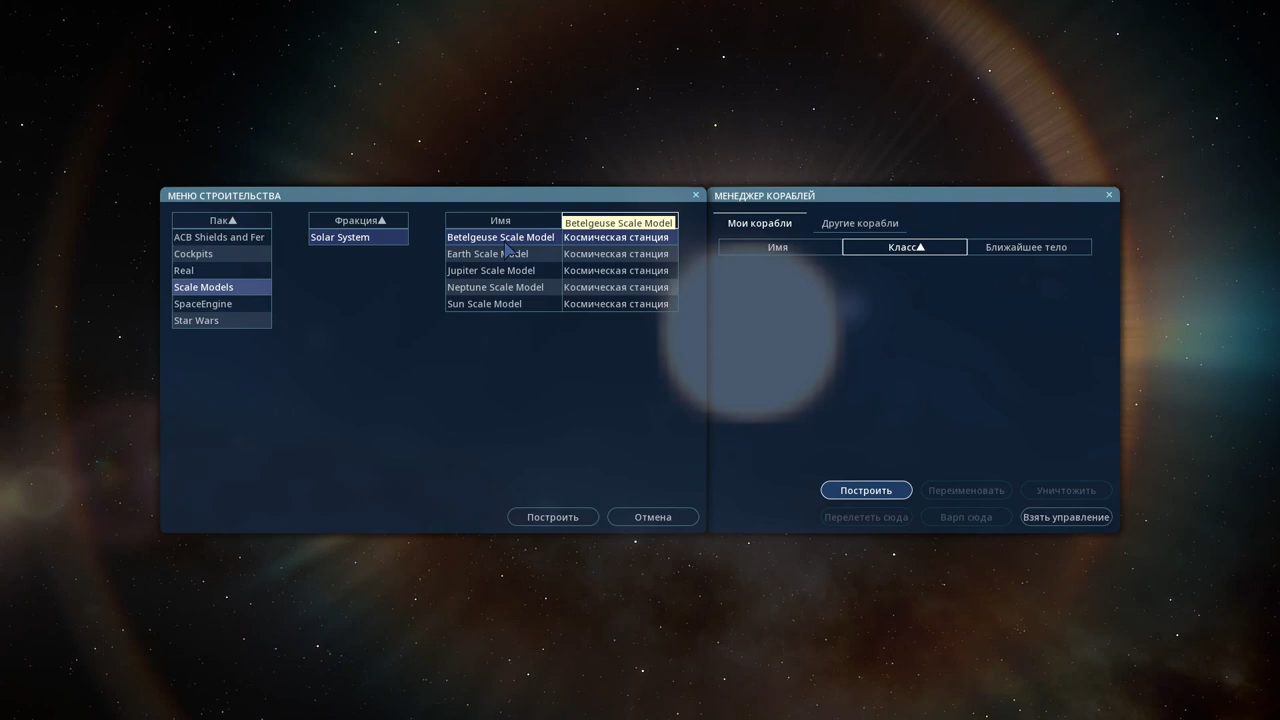 МЕНЮ СТРОИТЕЛЬСТВА
Пак▲
ACB Shields and Fer
Cockpits
Real
Scale Models
SpaceEngine
Star Wars
Фракция▲
Solar System
Имя
Betelgeuse Scale Model
Betelgeuse Scale Model Космическая станция
Earth Scale Model Космическая станция
Jupiter Scale Model Космическая станция
Neptune Scale Model Космическая станция
Sun Scale Model Космическая станция
Построить Отмена
МЕНЕДЖЕР КОРАБЛЕЙ
Мои корабли Другие корабли
Имя Класс▲ Ближайшее тело
Построить Переименовать Уничтожить
Перелететь сюда Варп сюда Взять управление